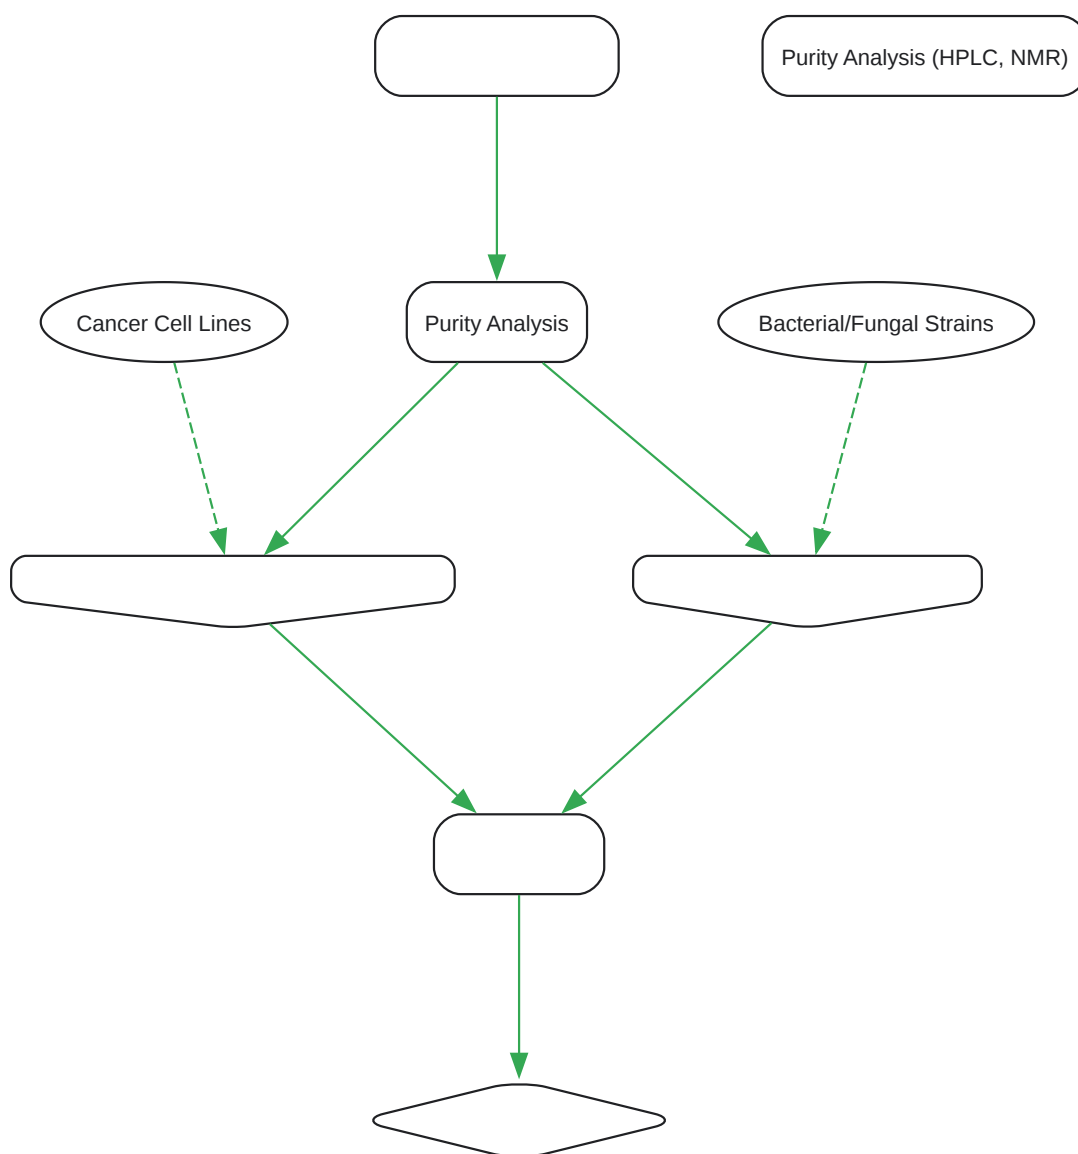 Purity Analysis (HPLC, NMR)
Cancer Cell Lines
Purity Analysis
Bacterial/Fungal Strains